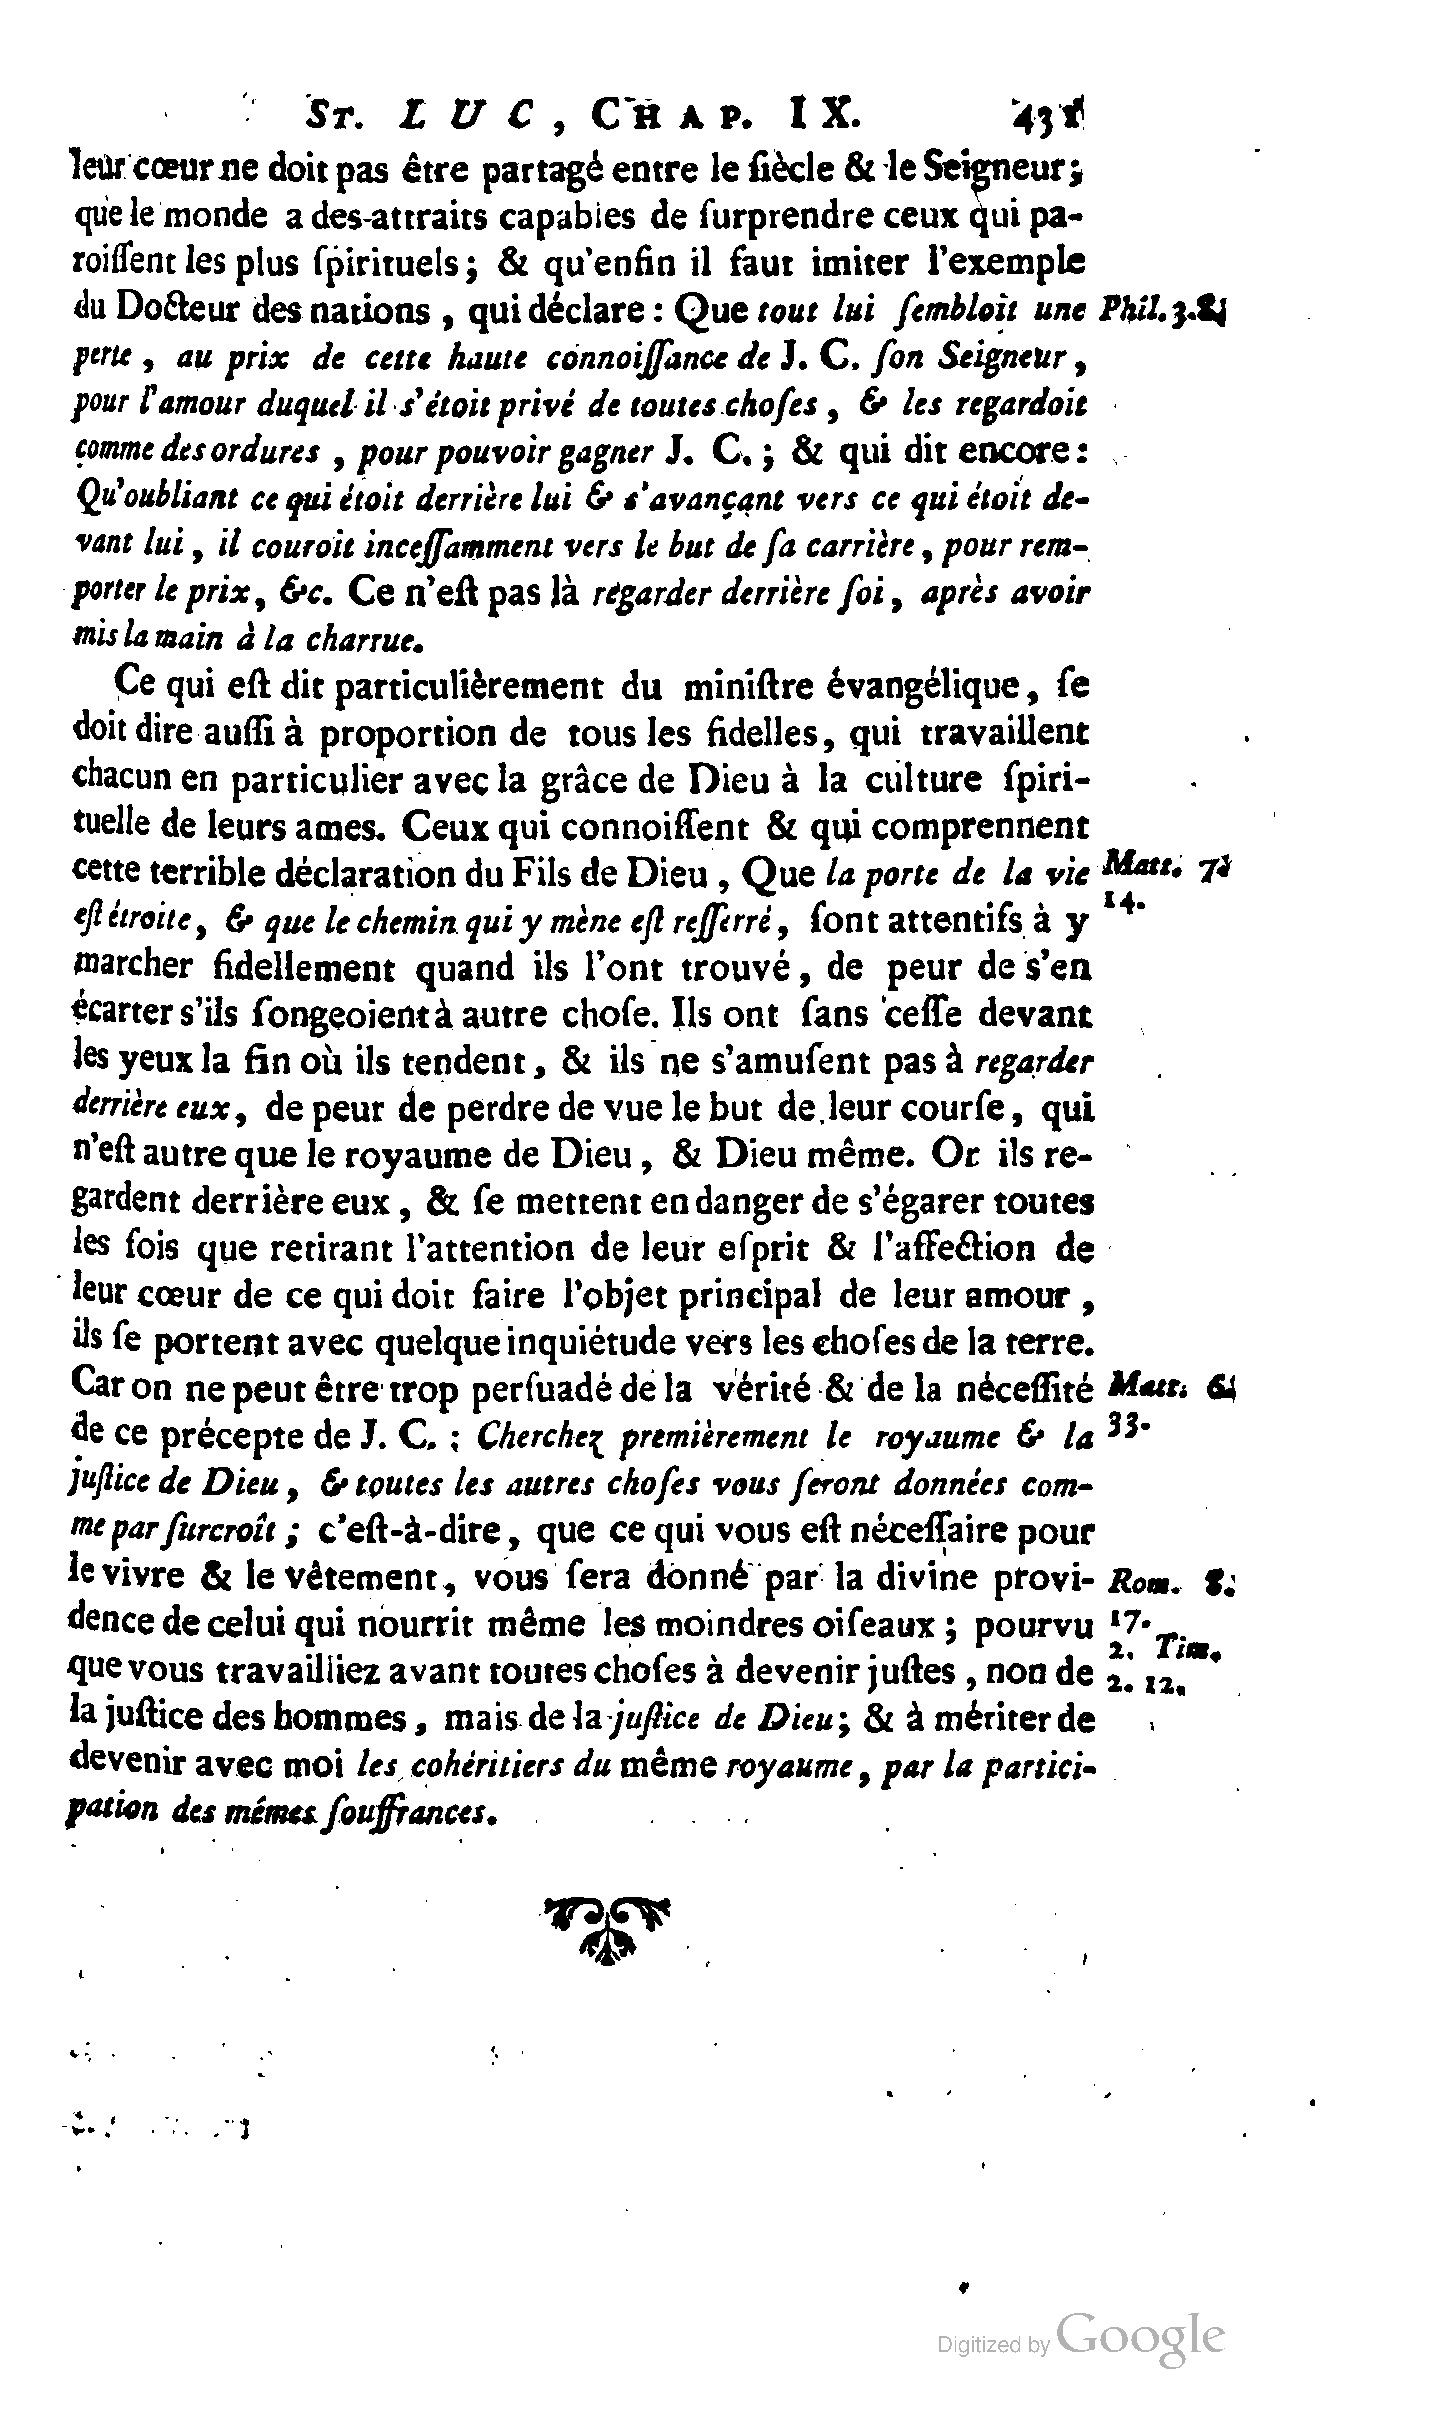 ST. LUC, CHAP. IX. 431
leur cœur ne doit pas être partagé entre le ſiècle & le Seigneur;
que le monde a des attraits capables de ſurprendre ceux qui pa-
roiſſent les plus ſpirituels; & qu'enfin il faut imiter l'exemple
du Docteur des nations, qui déclare : Que tout lui ſembloit une Phil. 3. 8.
perte, au prix de cette haute connoiſſance de J. C. ſon Seigneur,
pour l'amour duquel il s'étoit privé de toutes choſes, & les regardoit
comme des ordures, pour pouvoir gagner J. C.; & qui dit encore:
Qu'oubliant ce qui étoit derrière lui & s'avançant vers ce qui étoit de-
vant lui, il couroit inceſſamment vers le but de ſa carrière, pour rem-
porter le prix, &c. Ce n'eſt pas là regarder derrière ſoi, après avoir
mis la main à la charrue.
Ce qui eſt dit particulièrement du miniſtre évangélique, ſe
doit dire auſſi à proportion de tous les fidelles, qui travaillent
chacun en particulier avec la grâce de Dieu à la culture ſpiri-
tuelle de leurs ames. Ceux qui connoiſſent & qui comprennent
cette terrible déclaration du Fils de Dieu, Que la porte de la vie Matt. 7.
eſt étroite, & que le chemin qui y mène eſt reſſerré, ſont attentifs à y 14.
marcher fidellement quand ils l'ont trouvé, de peur de s'en
écarter s'ils ſongeoient à autre choſe. Ils ont ſans ceſſe devant
les yeux la fin où ils tendent, & ils ne s'amuſent pas à regarder
derrière eux, de peur de perdre de vue le but de leur courſe, qui
n'eſt autre que le royaume de Dieu, & Dieu même. Or ils re-
gardent derrière eux, & ſe mettent en danger de s'égarer toutes
les fois que retirant l'attention de leur eſprit & l'affection de
leur cœur de ce qui doit faire l'objet principal de leur amour,
ils ſe portent avec quelque inquiétude vers les choſes de la terre.
Car on ne peut être trop perſuadé de la vérité & de la néceſſité Matt. 6.
de ce précepte de J. C. : Cherchez premièrement le royaume & la 33.
juſtice de Dieu, & toutes les autres choſes vous ſeront données com-
me par ſurcroît; c'eſt-à-dire, que ce qui vous eſt néceſſaire pour
le vivre & le vêtement, vous ſera donné par la divine provi- Rom. 8.
dence de celui qui nourrit même les moindres oiſeaux; pourvu 17.
2. Tim.
que vous travailliez avant toutes choſes à devenir juſtes, non de 2. 12.
la juſtice des hommes, mais de la juſtice de Dieu; & à mériter de
devenir avec moi les cohéritiers du même royaume, par la partici-
pation des mêmes ſouffrances.
Digitized by Google